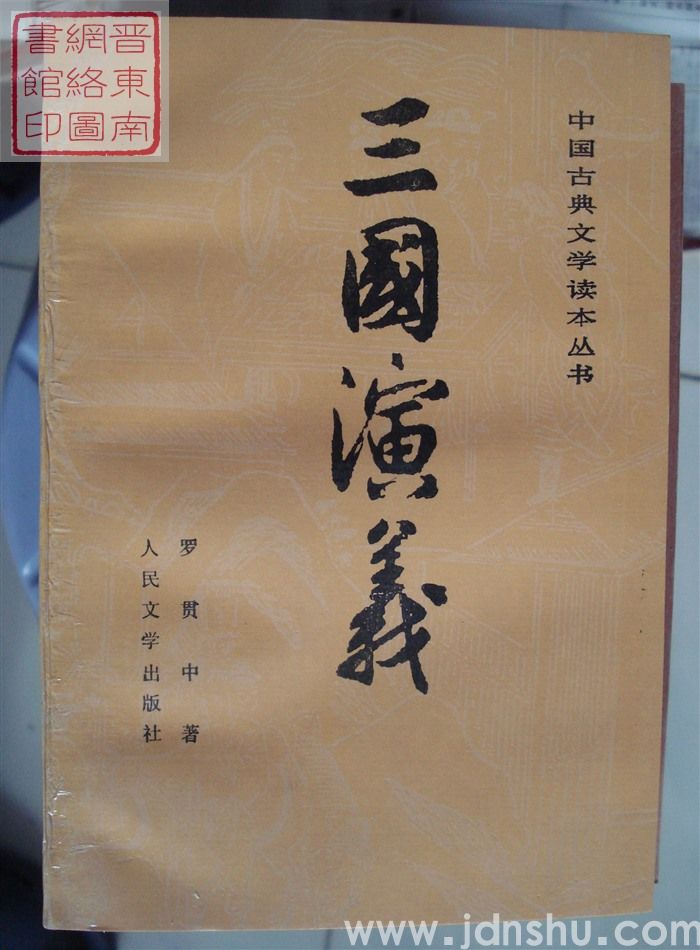 晋東南
網絡圖
書館印
中国古典文学读本丛书
三國演義
罗贯中著
人民文学出版社
www.jdnshu.com